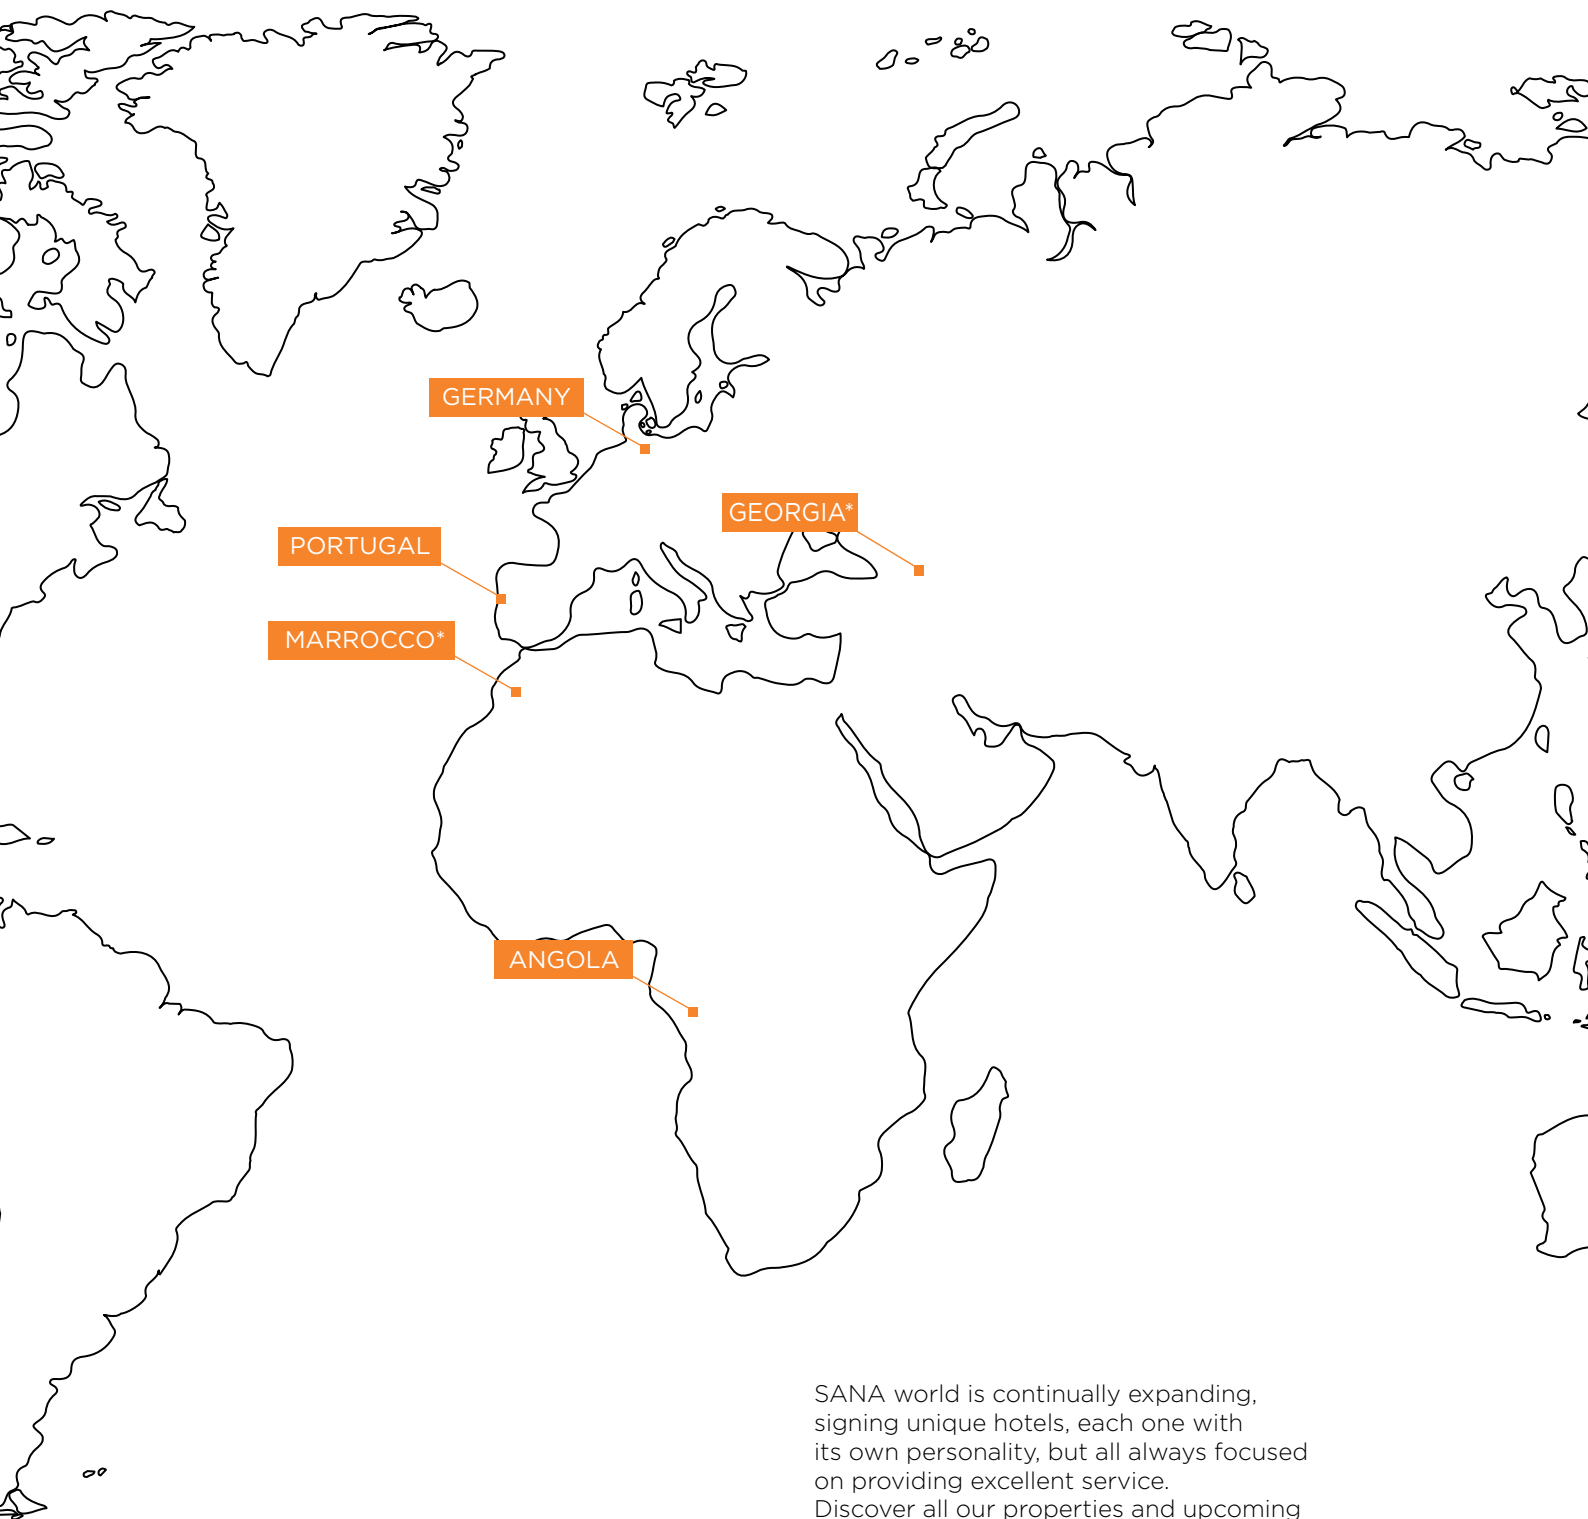 GERMANY
GEORGIA*
PORTUGAL
MARROCCO*
ANGOLA
SANA world is continually expanding,
signing unique hotels, each one with
its own personality, but all always focused
on providing excellent service.
Discover all our properties and upcoming